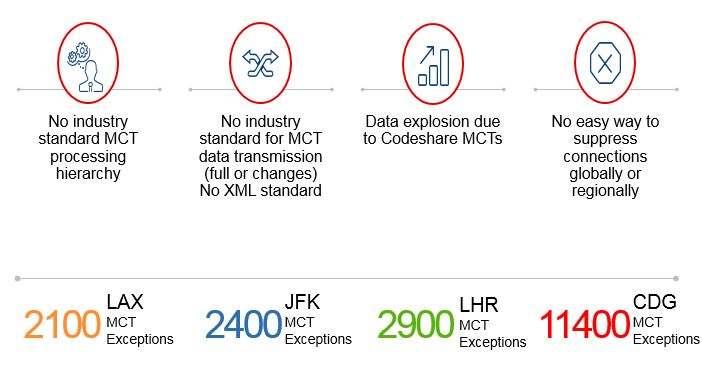 No industry
standard MCT
processing
hierarchy
No industry
standard for MCT
data transmission
(full or changes)
No XML standard
Data explosion due
to Codeshare MCTs
No easy way to
suppress
connections
globally or
regionally
2100
LAX
MCT
Exceptions
2400
JFK
MCT
Exceptions
2900
LHR
MCT
Exceptions
11400
CDG
MCT
Exceptions